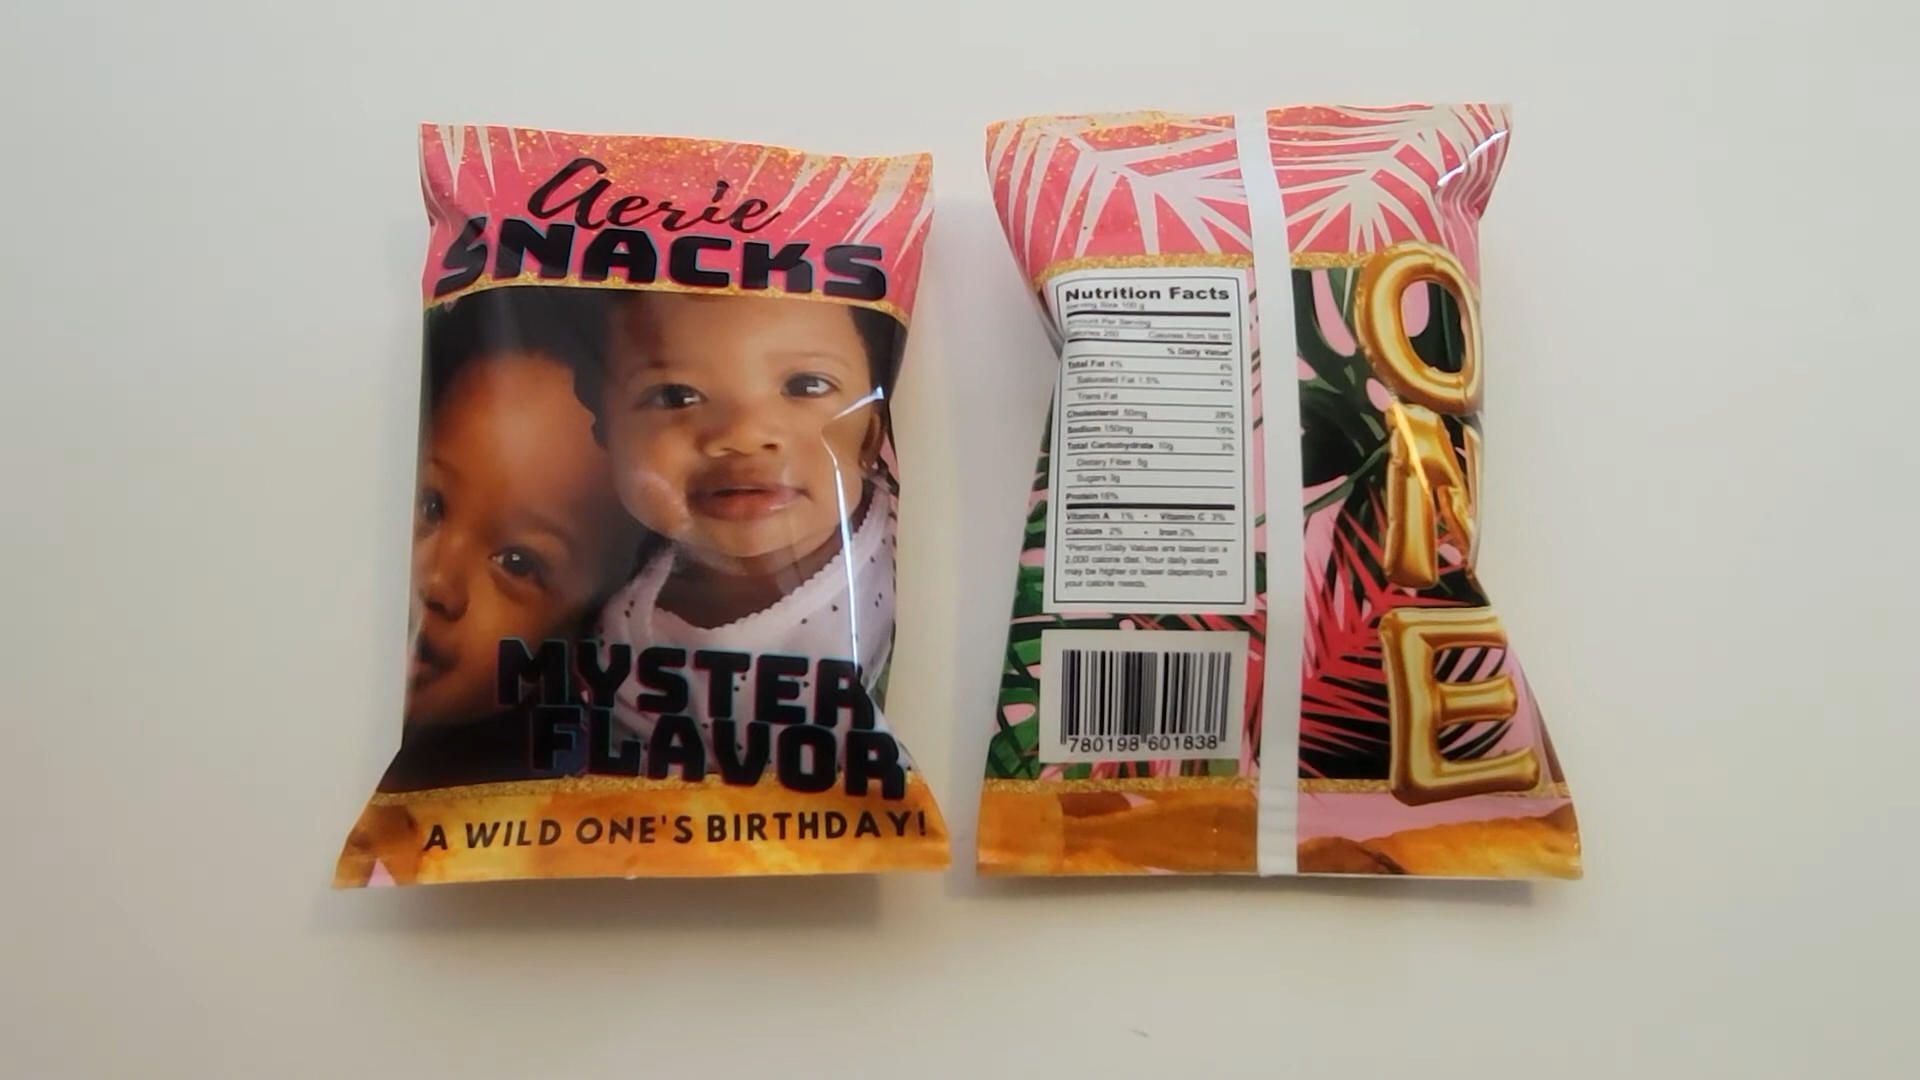 Aerie
SNACKS
MYSTER
FLAVOR
A WILD ONE'S BIRTHDAY!
Nutrition Facts
Serving Size 100 g
Amount Per Serving
Calories 260 Calories from fat 10
% Daily Value*
Total Fat 4% 4%
Saturated Fat 1.5% 4%
Trans Fat
Cholesterol 50mg 28%
Sodium 150mg 15%
Total Carbohydrate 10g 3%
Dietary Fiber 5g
Sugars 3g
Protein 16%
Vitamin A 1% • Vitamin C 3%
Calcium 2% • Iron 2%
*Percent Daily Values are based on a
2,000 calorie diet. Your daily values
may be higher or lower depending on
your calorie needs.
780198 601838
O
N
E